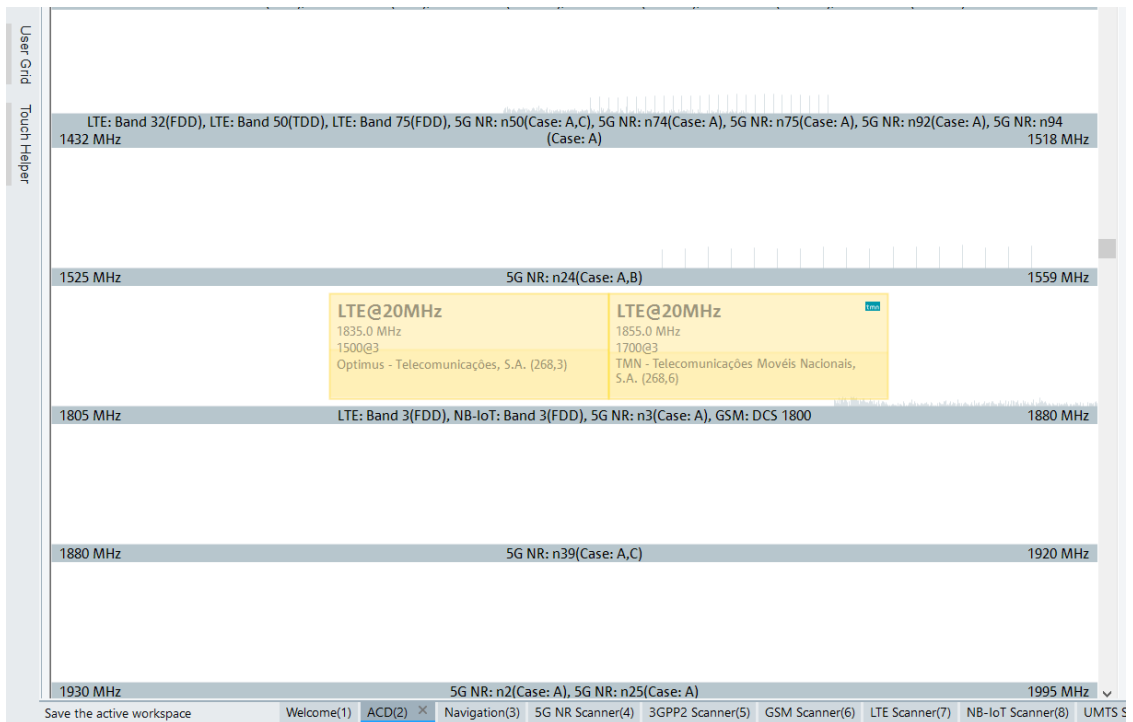 User Grid
Touch Helper
LTE: Band 32(FDD), LTE: Band 50(TDD), LTE: Band 75(FDD), 5G NR: n50(Case: A,C), 5G NR: n74(Case: A), 5G NR: n75(Case: A), 5G NR: n92(Case: A), 5G NR: n94
1432 MHz (Case: A) 1518 MHz
1525 MHz 5G NR: n24(Case: A,B) 1559 MHz
LTE@20MHz
1835.0 MHz
1500@3
Optimus - Telecomunicações, S.A. (268,3)
LTE@20MHz
tmn
1855.0 MHz
1700@3
TMN - Telecomunicações Movéis Nacionais,
S.A. (268,6)
1805 MHz LTE: Band 3(FDD), NB-IoT: Band 3(FDD), 5G NR: n3(Case: A), GSM: DCS 1800 1880 MHz
1880 MHz 5G NR: n39(Case: A,C) 1920 MHz
1930 MHz 5G NR: n2(Case: A), 5G NR: n25(Case: A) 1995 MHz
Save the active workspace Welcome(1) ACD(2) Navigation(3) 5G NR Scanner(4) 3GPP2 Scanner(5) GSM Scanner(6) LTE Scanner(7) NB-IoT Scanner(8) UMTS S